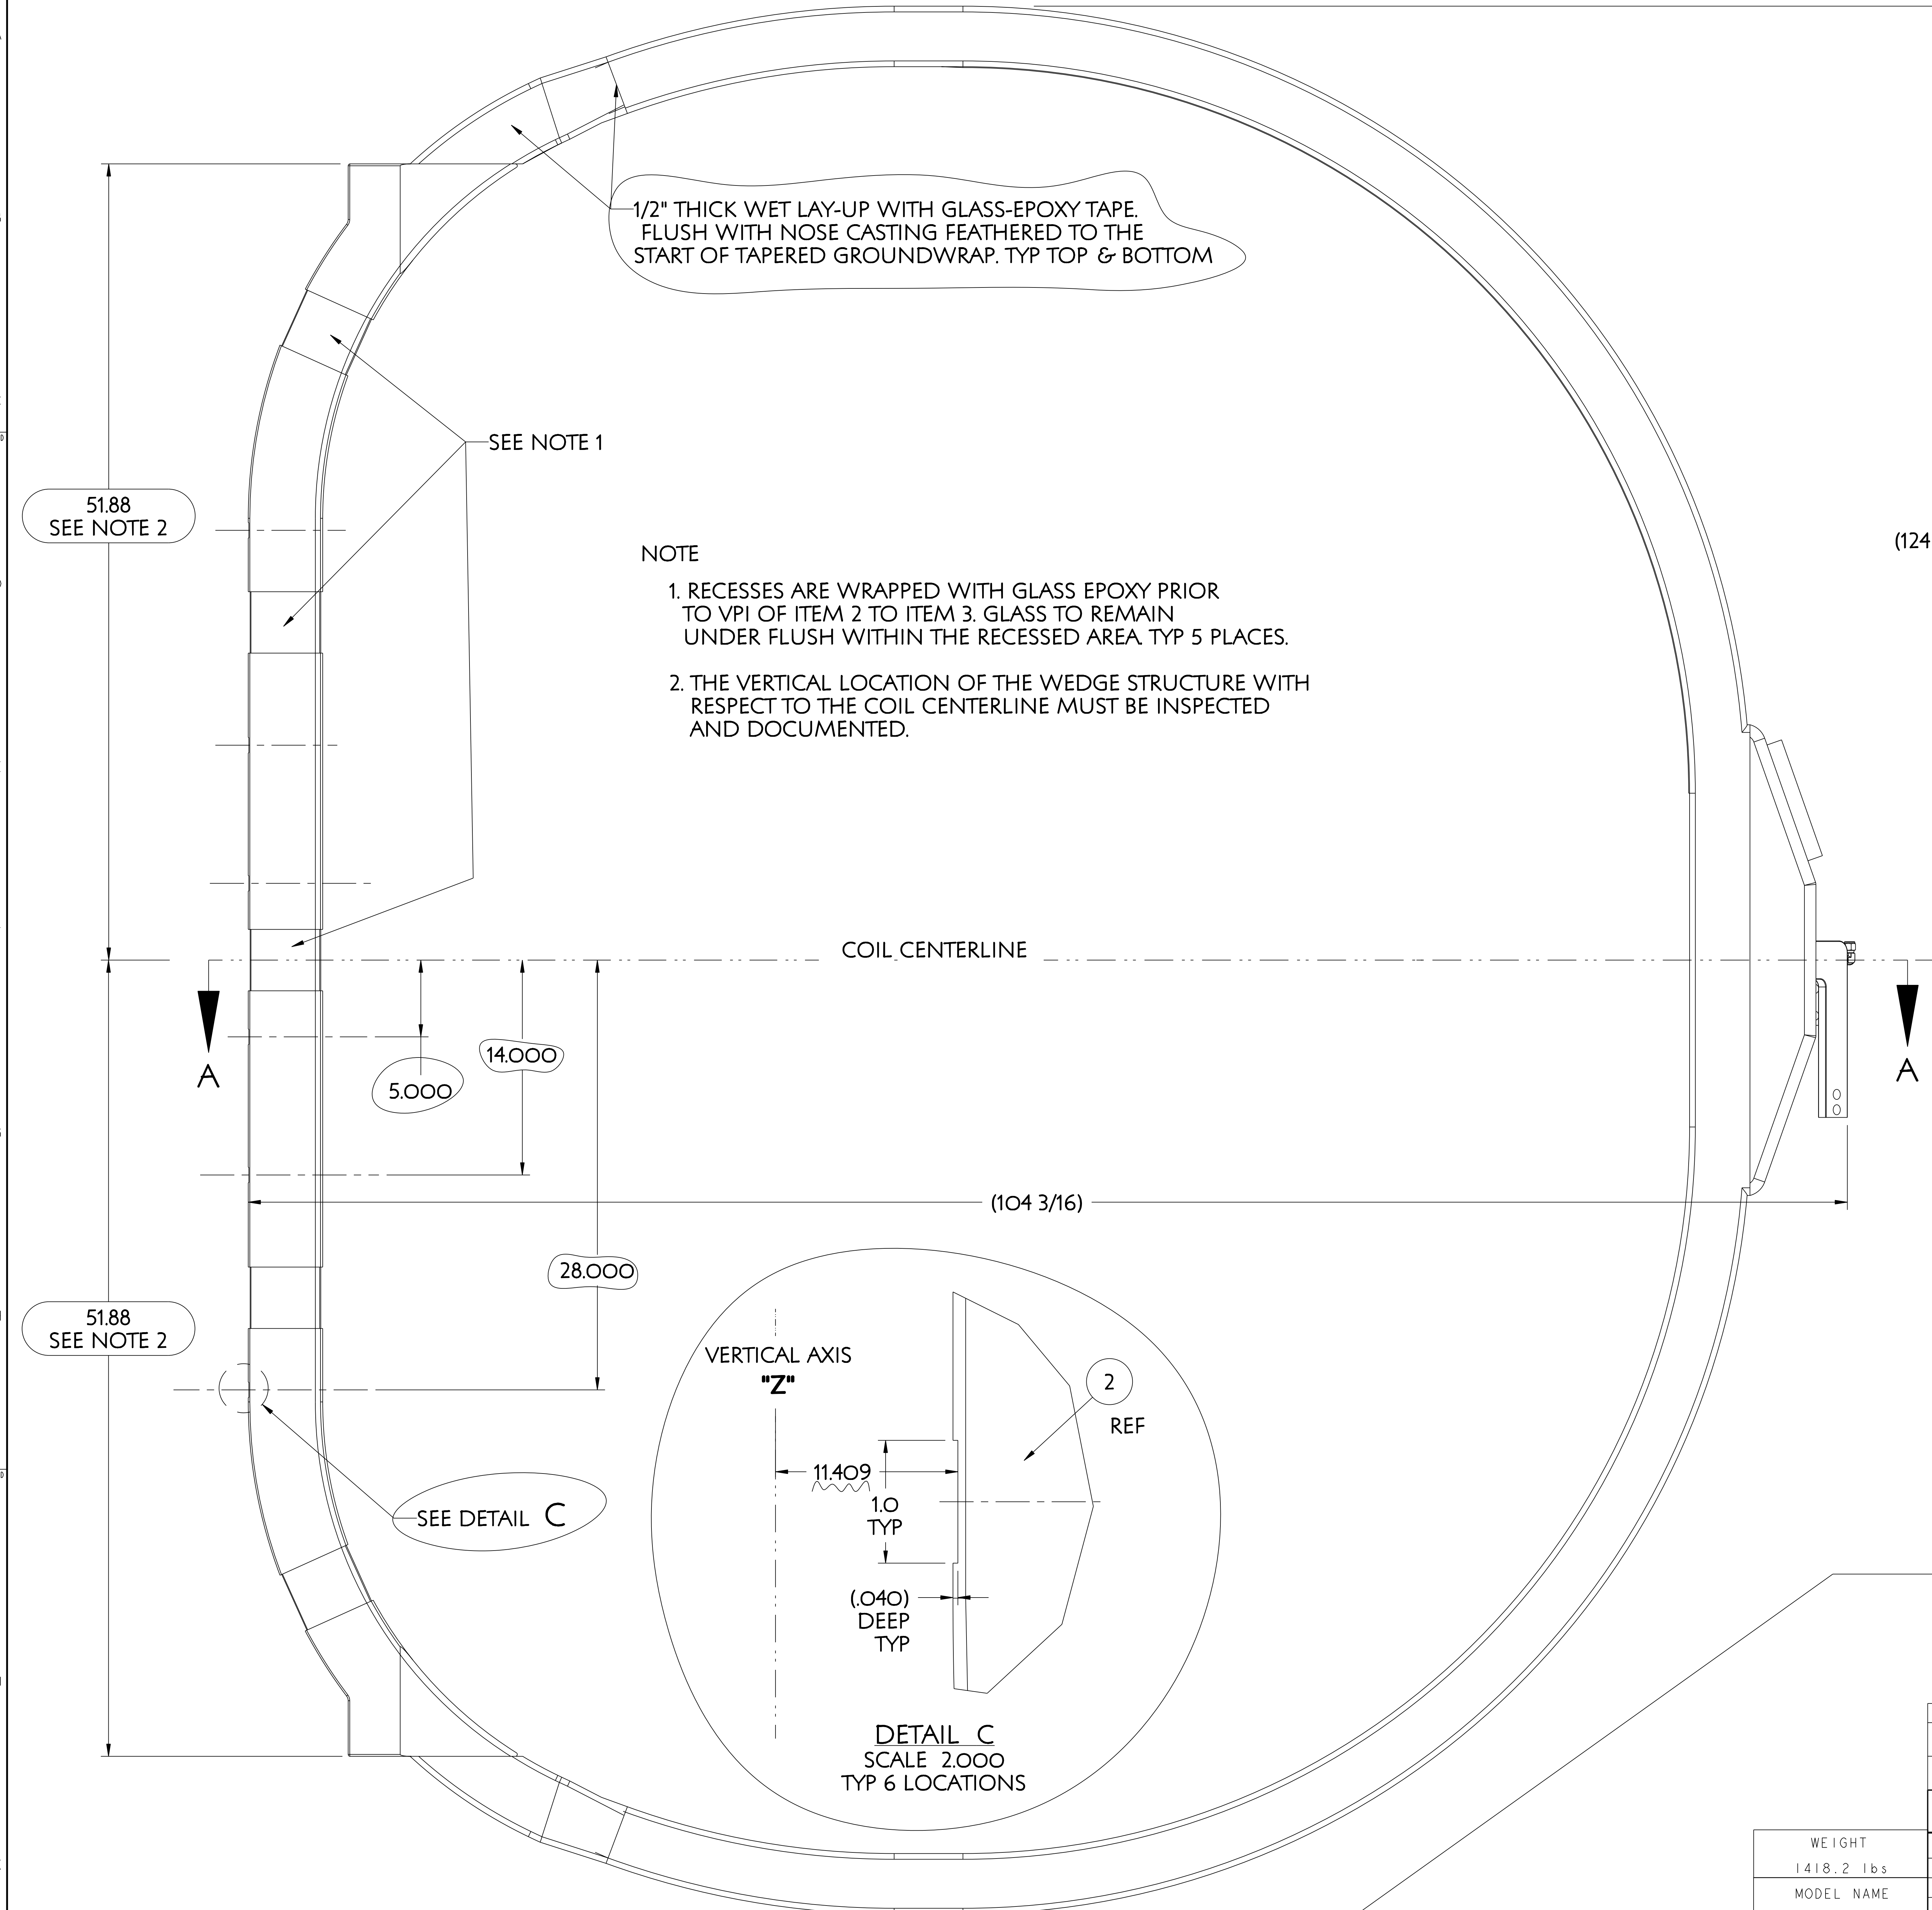 1/2" THICK WET LAY-UP WITH GLASS-EPOXY TAPE.
FLUSH WITH NOSE CASTING FEATHERED TO THE
START OF TAPERED GROUNDWRAP. TYP TOP & BOTTOM
SEE NOTE 1
51.88
SEE NOTE 2
(124
NOTE
1. RECESSES ARE WRAPPED WITH GLASS EPOXY PRIOR
TO VPI OF ITEM 2 TO ITEM 3. GLASS TO REMAIN
UNDER FLUSH WITHIN THE RECESSED AREA. TYP 5 PLACES.
2. THE VERTICAL LOCATION OF THE WEDGE STRUCTURE WITH
RESPECT TO THE COIL CENTERLINE MUST BE INSPECTED
AND DOCUMENTED.
COIL CENTERLINE
A
A
14.000
5.000
(104 3/16)
28.000
51.88
SEE NOTE 2
VERTICAL AXIS
"Z"
2
REF
11.409
1.0
TYP
SEE DETAIL C
(.040)
DEEP
TYP
DETAIL C
SCALE 2.000
TYP 6 LOCATIONS
WEIGHT
1418.2 lbs
MODEL NAME